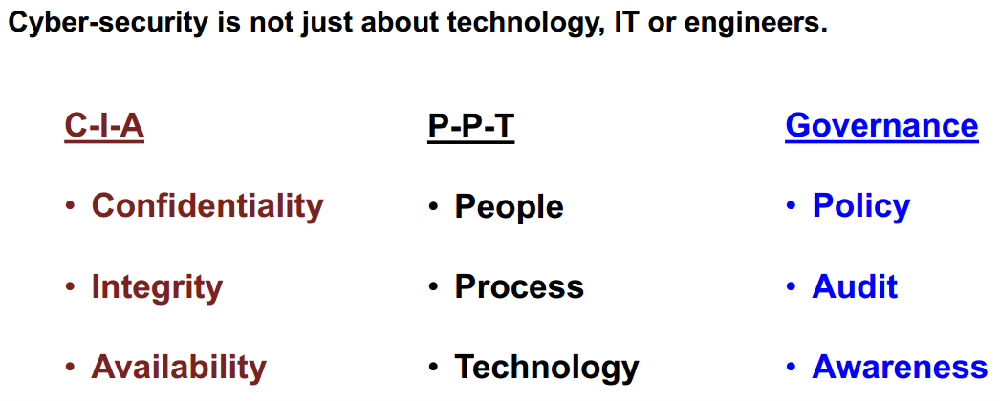 Cyber-security is not just about technology, IT or engineers.
C-I-A
• Confidentiality
• Integrity
• Availability
P-P-T
• People
• Process
• Technology
Governance
• Policy
• Audit
• Awareness